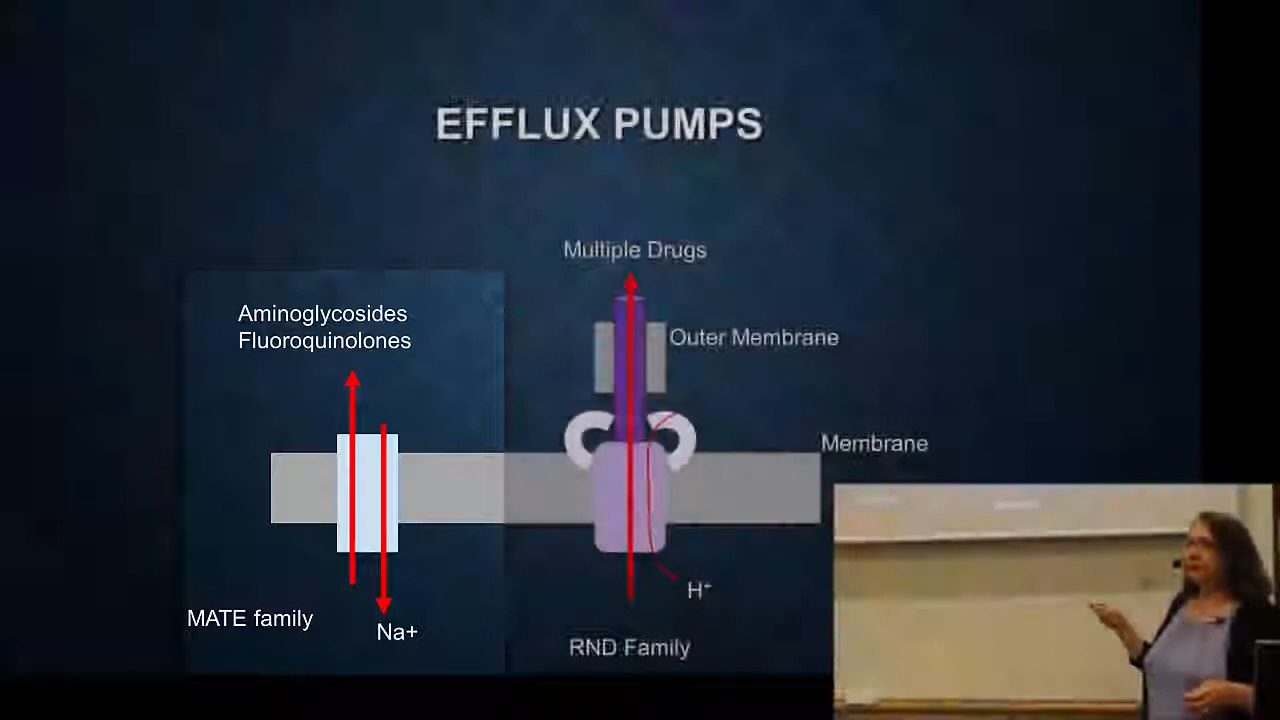 EFFLUX PUMPS
Multiple Drugs
Aminoglycosides
Fluoroquinolones
Outer Membrane
Membrane
H⁺
MATE family
Na+
RND Family